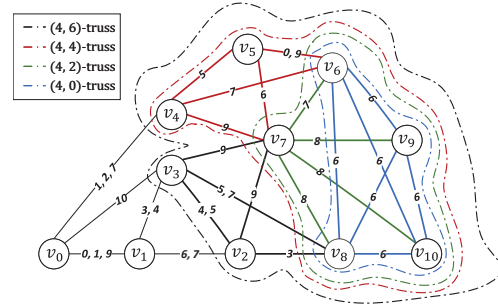 (4, 6)-truss
(4, 4)-truss
(4, 2)-truss
(4, 0)-truss
v5
0, 9
v6
5
7
6
7
6
v4
9
v7
8
v9
9
1, 2, 7
v3
8
6
6
6
6
10
5, 7
9
3, 4
4, 5
8
v0
0, 1, 9
v1
6, 7
v2
3
v8
6
v10